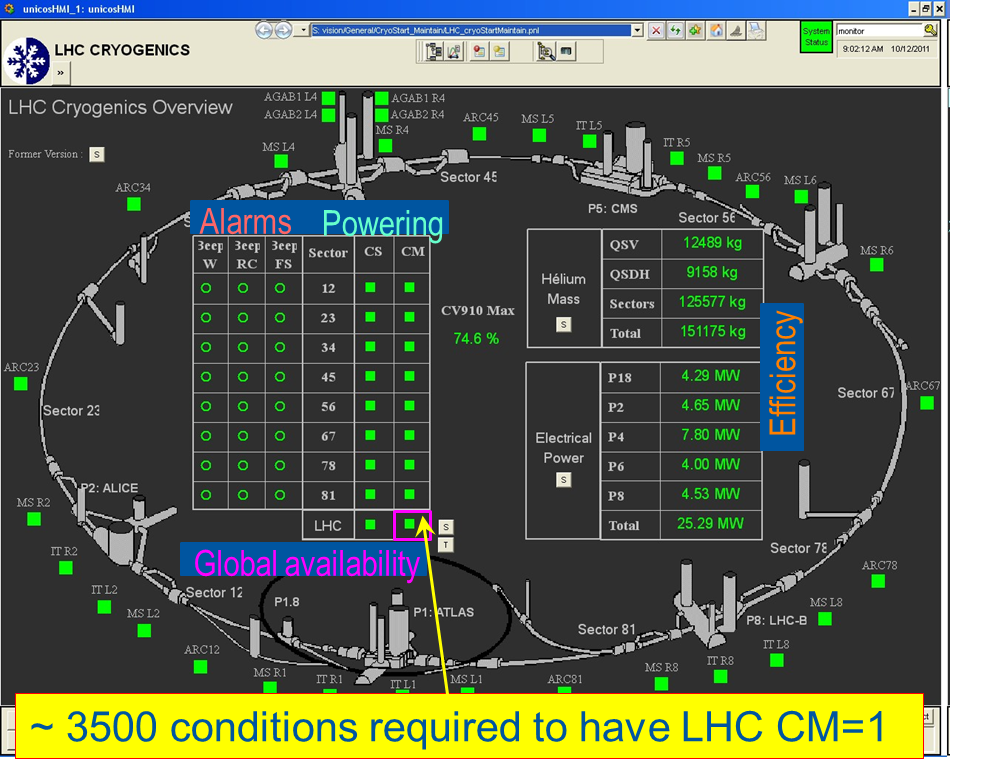 unicosHMI_1: unicosHMI
LHC CRYOGENICS
»
S: vision/General/CryoStart_Maintain/LHC_cryoStartMaintain.pnl
System
Status
monitor
9:02:12 AM 10/12/2011
LHC Cryogenics Overview
Former Version : S
AGAB1 L4
AGAB1 R4
AGAB2 L4
AGAB2 R4
MS R4
ARC45
MS L5
IT L5
IT R5
MS R5
ARC56
MS L6
MS R6
MS L4
ARC34
Sector 45
P5: CMS
Sector 56
Alarms
Powering
Beep W
Beep RC
Beep FS
Sector
CS
CM
12
23
34
45
56
67
78
81
LHC
S
T
CV910 Max
74.6 %
Hélium
Mass
S
QSV 12489 kg
QSDH 9158 kg
Sectors 125577 kg
Total 151175 kg
Electrical
Power
S
P18 4.29 MW
P2 4.65 MW
P4 7.80 MW
P6 4.00 MW
P8 4.53 MW
Total 25.29 MW
Efficiency
ARC23
Sector 23
Sector 67
ARC67
P2: ALICE
MS R2
IT R2
IT L2
MS L2
ARC12
Sector 12
Global availability
P1.8
P1: ATLAS
MS R1
IT R1
IT L1
MS L1
ARC81
Sector 81
MS R8
IT R8
IT L8
P8: LHC-B
MS L8
ARC78
Sector 78
~ 3500 conditions required to have LHC CM=1